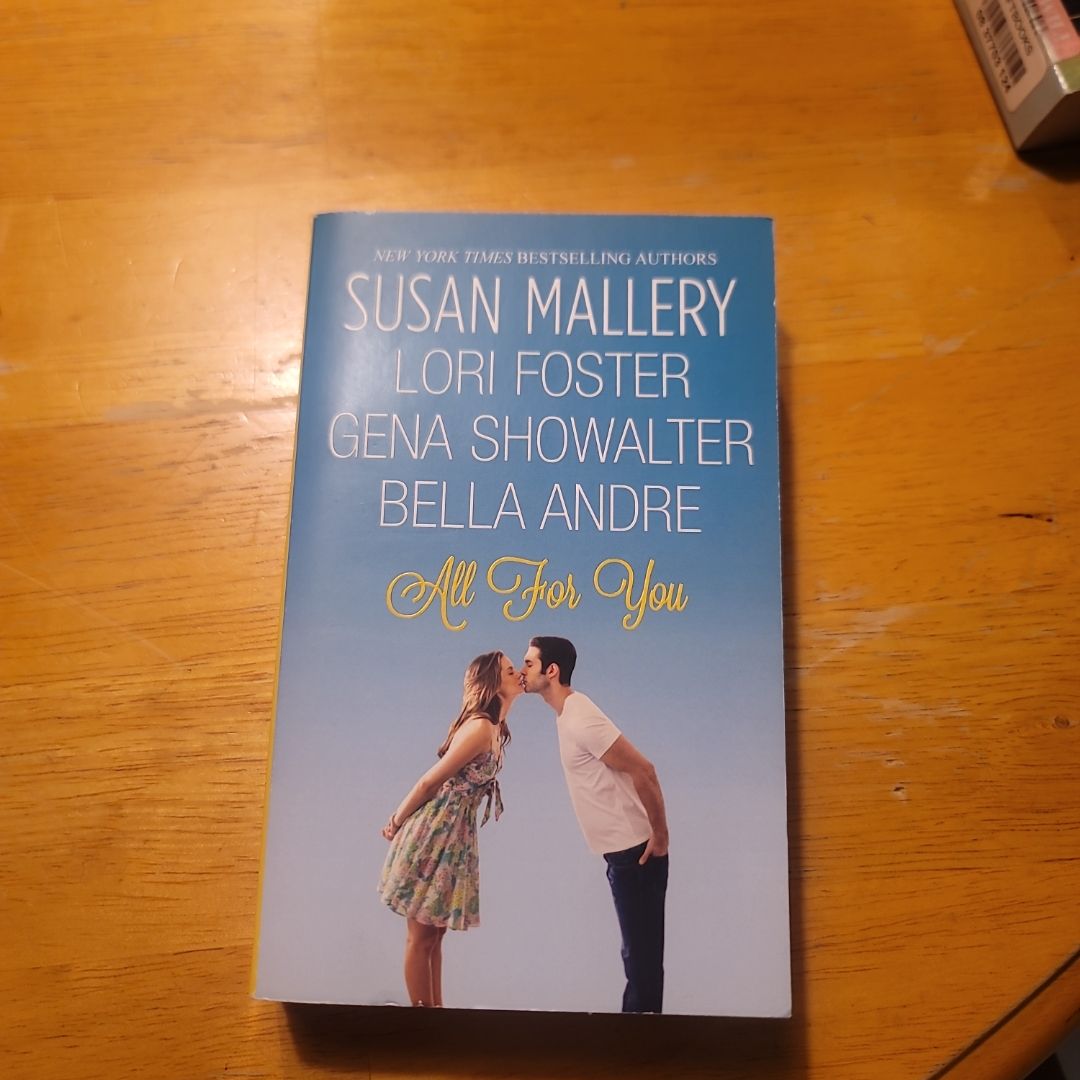 NEW YORK TIMES BESTSELLING AUTHORS
SUSAN MALLERY
LORI FOSTER
GENA SHOWALTER
BELLA ANDRE
All For You